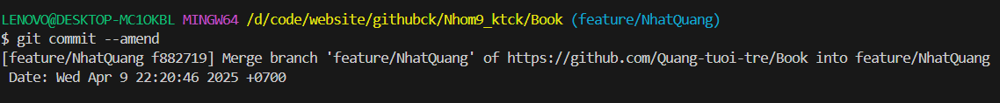 LENOVO@DESKTOP-MC1OKBL MINGW64 /d/code/website/githubck/Nhom9_ktck/Book (feature/NhatQuang)
$ git commit --amend
[feature/NhatQuang f882719] Merge branch 'feature/NhatQuang' of https://github.com/Quang-tuoi-tre/Book into feature/NhatQuang
 Date: Wed Apr 9 22:20:46 2025 +0700